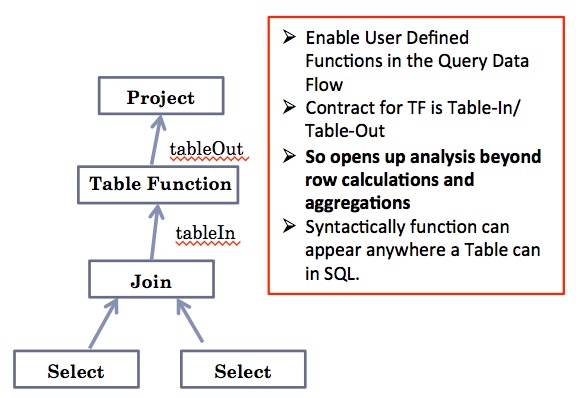 Project
tableOut
Table Function
tableIn
Join
Select
Select
➢ Enable User Defined
Functions in the Query Data
Flow
➢ Contract for TF is Table-In/
Table-Out
➢ So opens up analysis beyond
row calculations and
aggregations
➢ Syntactically function can
appear anywhere a Table can
in SQL.